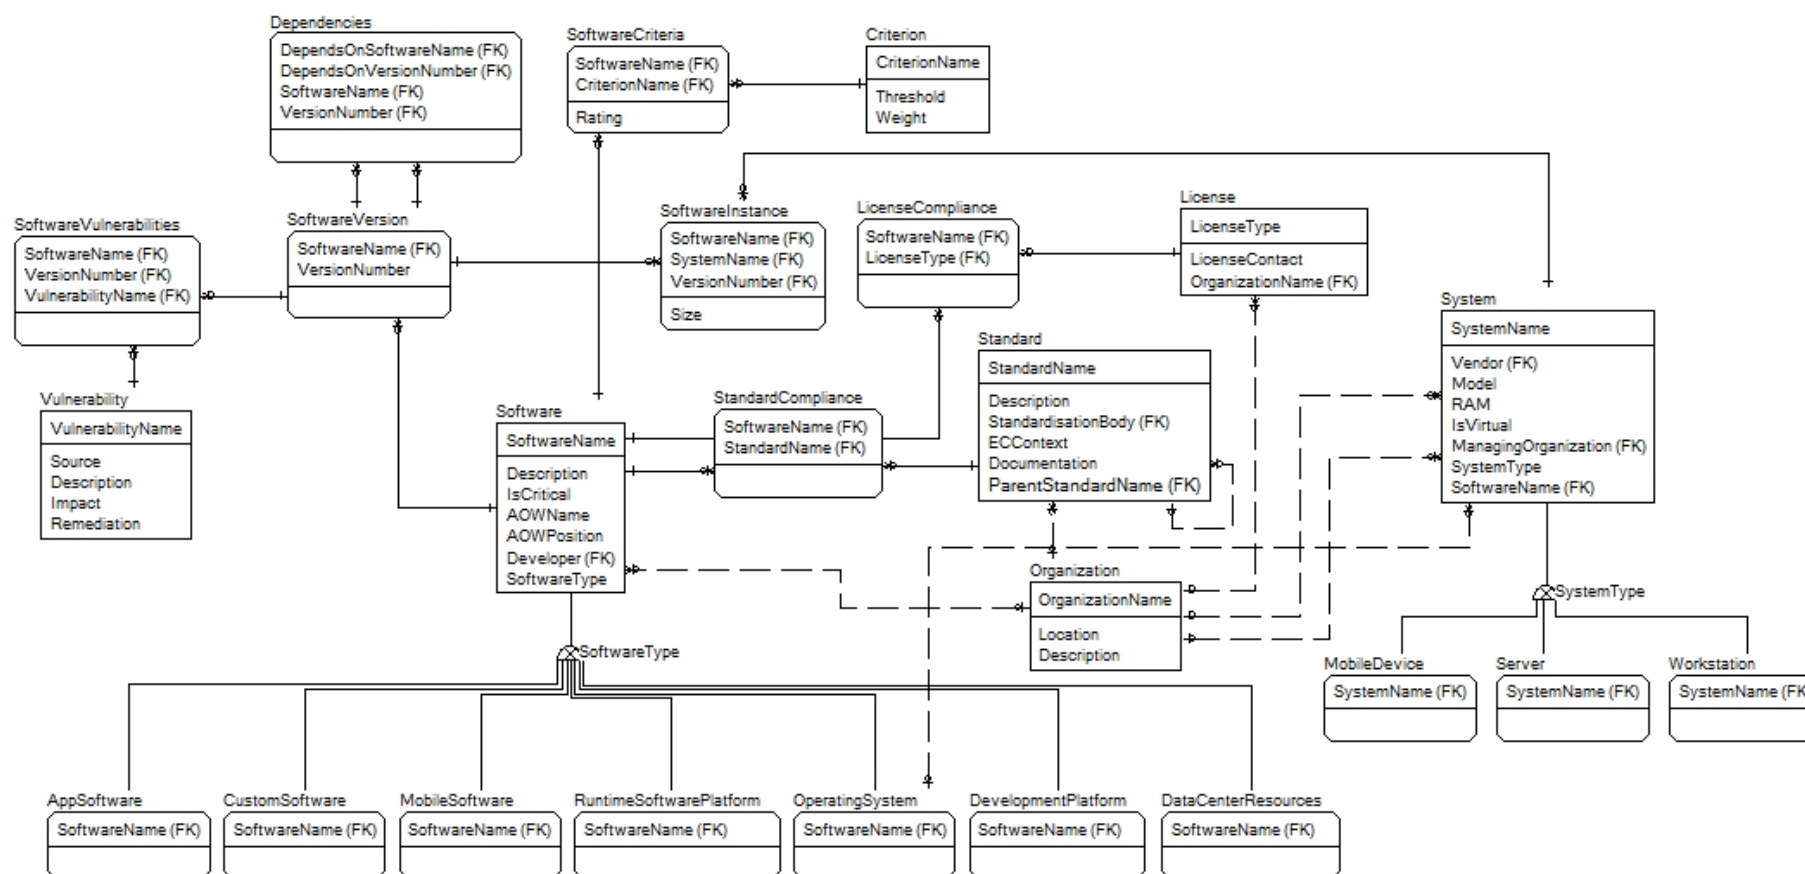 Dependencies
DependsOnSoftwareName (FK)
DependsOnVersionNumber (FK)
SoftwareName (FK)
VersionNumber (FK)
SoftwareCriteria
SoftwareName (FK)
CriterionName (FK)
Rating
Criterion
CriterionName
Threshold
Weight
SoftwareVulnerabilities
SoftwareName (FK)
VersionNumber (FK)
VulnerabilityName (FK)
SoftwareVersion
SoftwareName (FK)
VersionNumber
SoftwareInstance
SoftwareName (FK)
SystemName (FK)
VersionNumber (FK)
Size
LicenseCompliance
SoftwareName (FK)
LicenseType (FK)
License
LicenseType
LicenseContact
OrganizationName (FK)
System
SystemName
Vendor (FK)
Model
RAM
IsVirtual
ManagingOrganization (FK)
SystemType
SoftwareName (FK)
Vulnerability
VulnerabilityName
Source
Description
Impact
Remediation
Software
SoftwareName
Description
IsCritical
AOWName
AOWPosition
Developer (FK)
SoftwareType
StandardCompliance
SoftwareName (FK)
StandardName (FK)
Standard
StandardName
Description
StandardisationBody (FK)
ECContext
Documentation
ParentStandardName (FK)
Organization
OrganizationName
Location
Description
SystemType
SoftwareType
MobileDevice
SystemName (FK)
Server
SystemName (FK)
Workstation
SystemName (FK
AppSoftware
SoftwareName (FK)
CustomSoftware
SoftwareName (FK)
MobileSoftware
SoftwareName (FK)
RuntimeSoftwarePlatform
SoftwareName (FK)
OperatingSystem
SoftwareName (FK)
DevelopmentPlatform
SoftwareName (FK)
DataCenterResources
SoftwareName (FK)